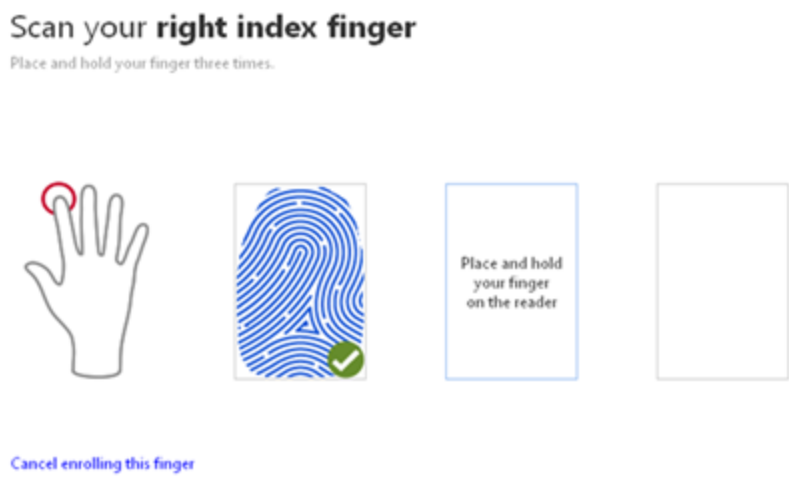 Scan your right index finger
Place and hold your finger three times.
Place and hold
your finger
on the reader
Cancel enrolling this finger